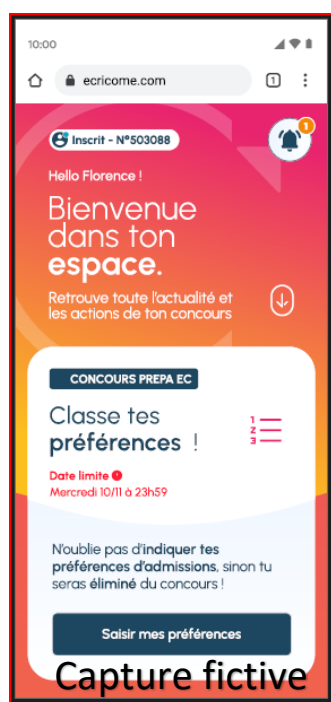 10:00
ecricome.com
1
Inscrit - N°503088
1
Hello Florence !
Bienvenue
dans ton
espace.
Retrouve toute l'actualité et
les actions de ton concours
CONCOURS PREPA EC
Classe tes
préférences !
1
2
3
Date limite
Mercredi 10/11 à 23h59
N'oublie pas d'indiquer tes
préférences d'admissions, sinon tu
seras éliminé du concours !
Saisir mes préférences
Capture fictive